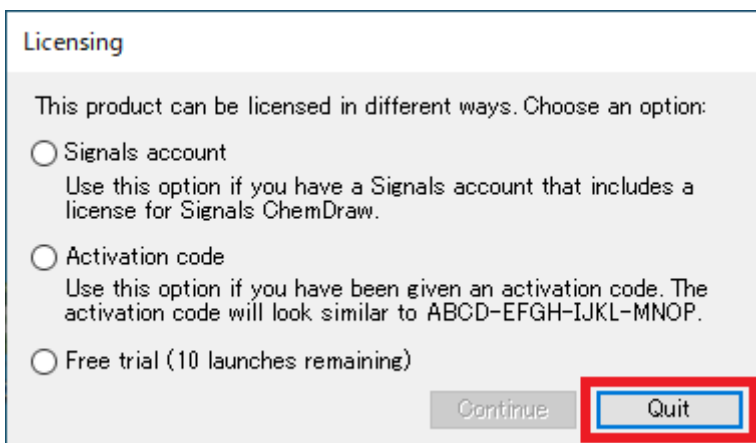 Licensing
This product can be licensed in different ways. Choose an option:
Signals account
Use this option if you have a Signals account that includes a
license for Signals ChemDraw.
Activation code
Use this option if you have been given an activation code. The
activation code will look similar to ABCD-EFGH-IJKL-MNOP.
Free trial (10 launches remaining)
Continue
Quit